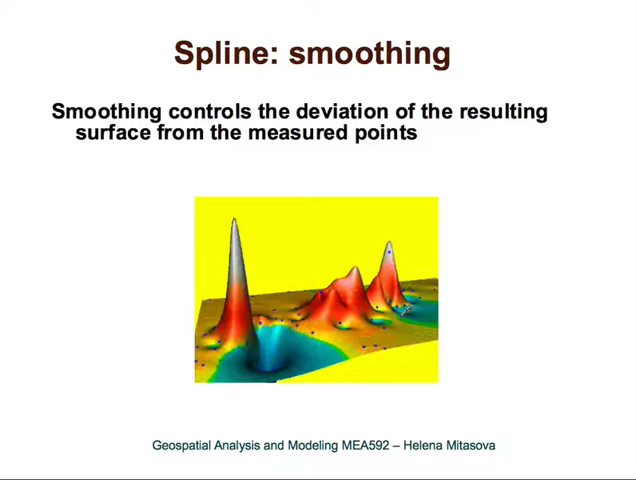 Spline: smoothing
Smoothing controls the deviation of the resulting
surface from the measured points
Geospatial Analysis and Modeling MEA592 – Helena Mitasova